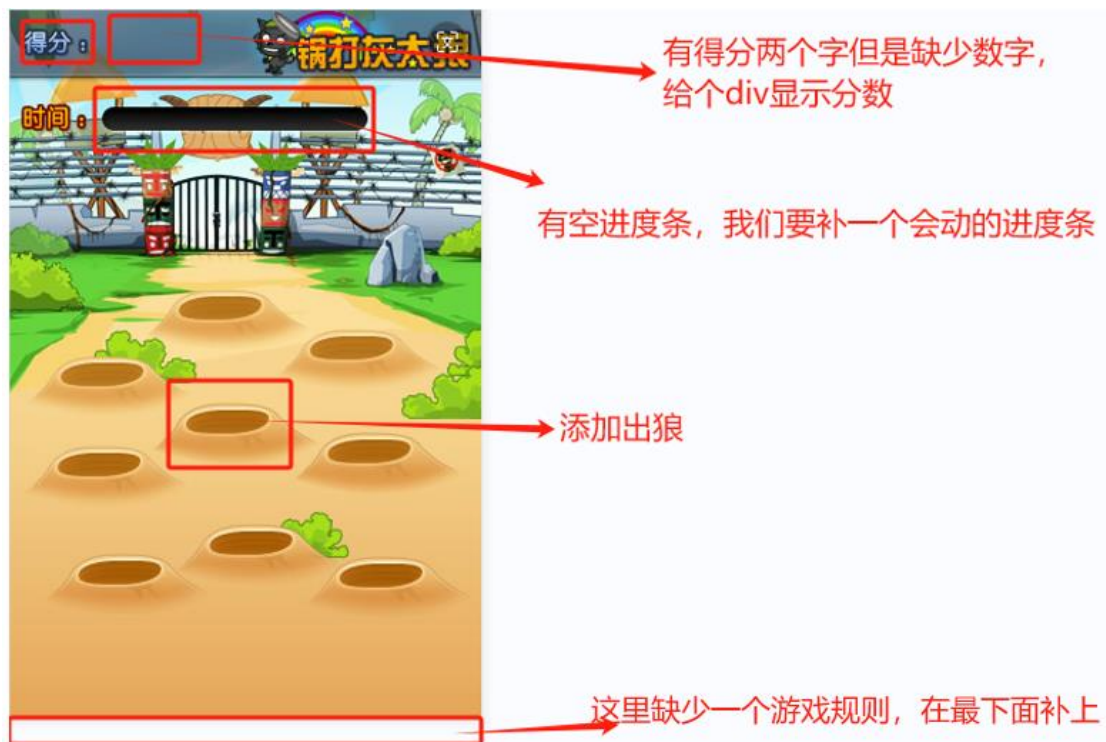 得分：
锅打灰太狼
有得分两个字但是缺少数字，
给个div显示分数
时间：
有空进度条，我们要补一个会动的进度条
添加出狼
这里缺少一个游戏规则，在最下面补上